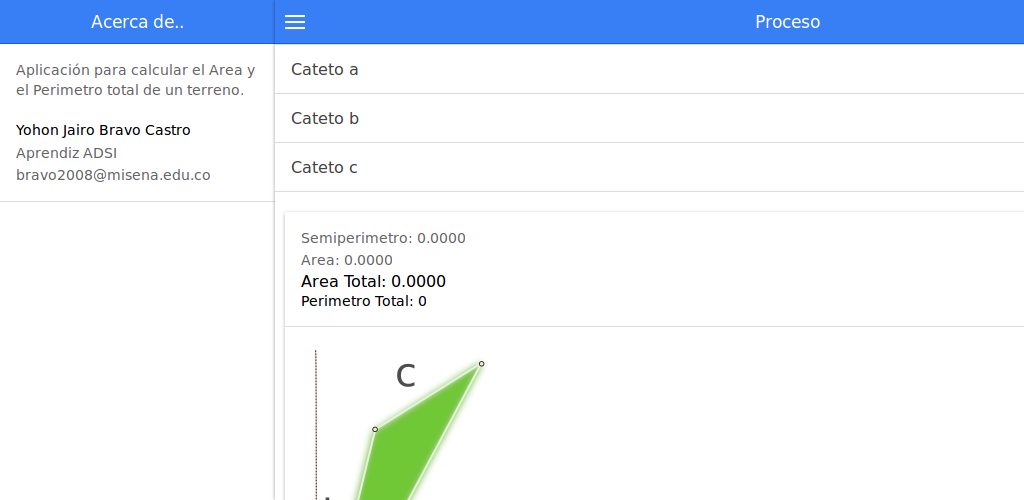 Acerca de..
Aplicación para calcular el Area y
el Perimetro total de un terreno.
Yohon Jairo Bravo Castro
Aprendiz ADSI
bravo2008@misena.edu.co
Proceso
Cateto a
Cateto b
Cateto c
Semiperimetro: 0.0000
Area: 0.0000
Area Total: 0.0000
Perimetro Total: 0
C